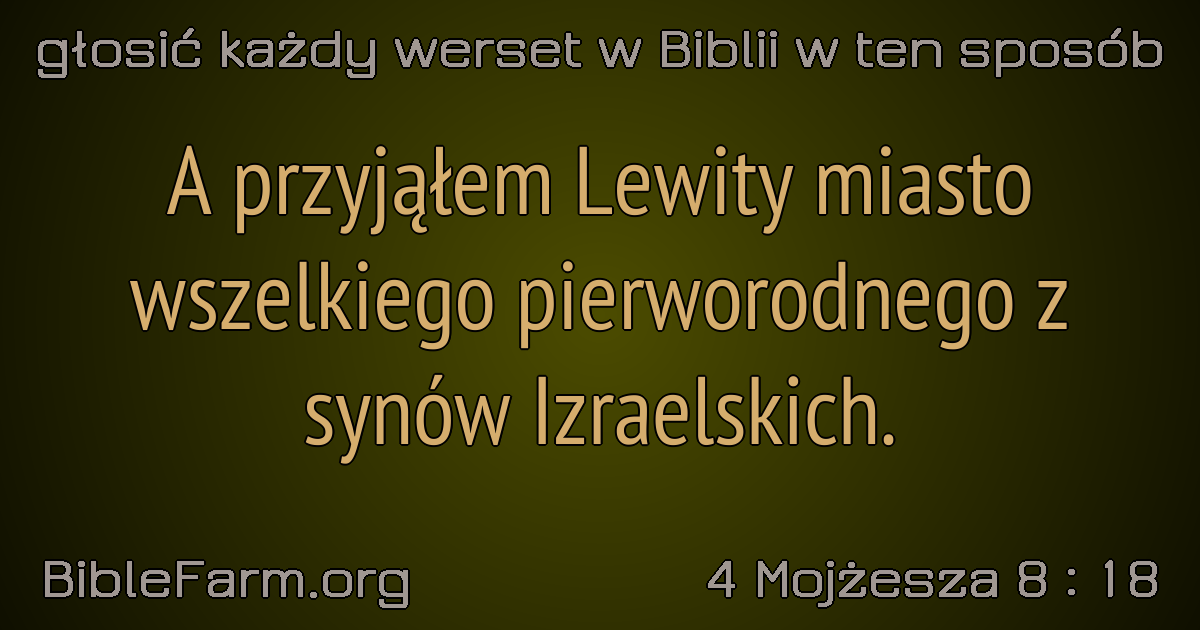 głosić każdy werset w Biblii w ten sposób
A przyjąłem Lewity miasto
wszelkiego pierworodnego z
synów Izraelskich.
BibleFarm.org
4 Mojżesza 8 : 18